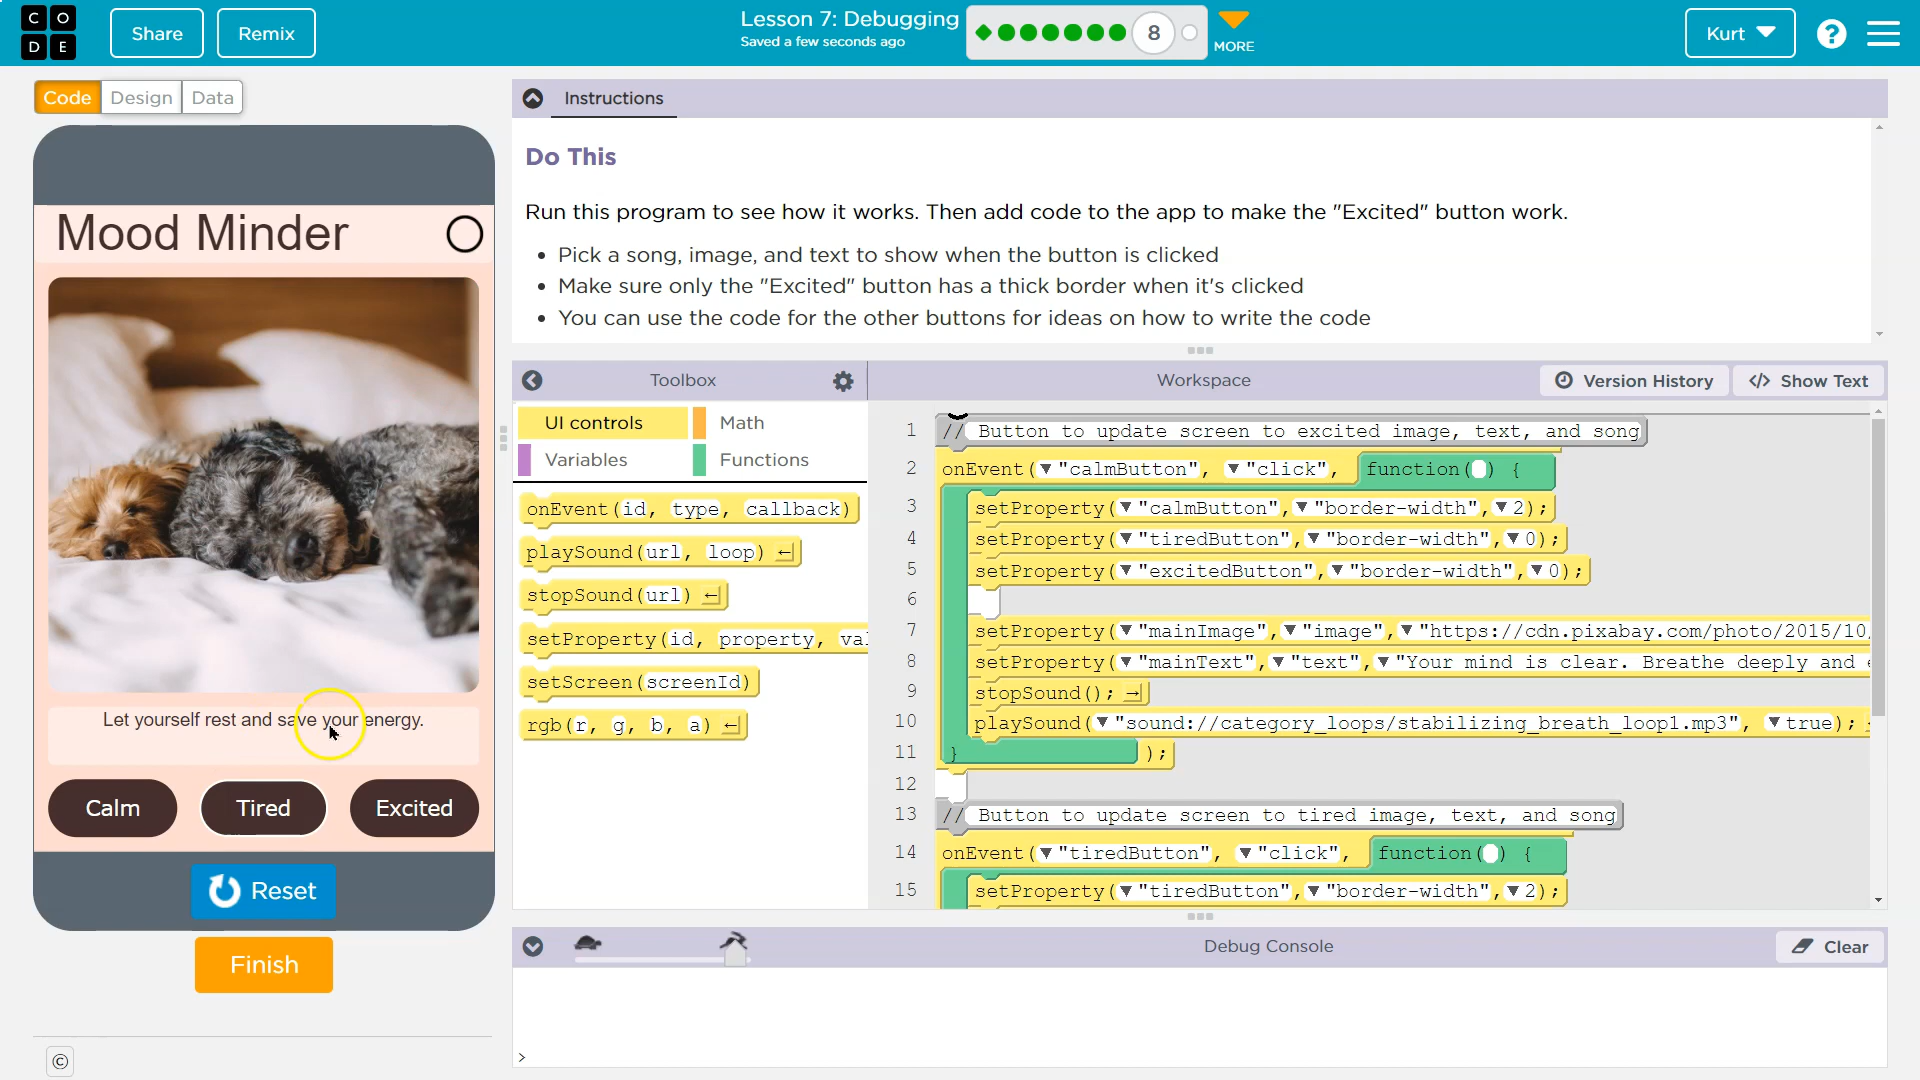 C O
D E
Share
Remix
Lesson 7: Debugging
Saved a few seconds ago
8
MORE
Kurt
?
Code
Design
Data
Instructions
Do This
Run this program to see how it works. Then add code to the app to make the "Excited" button work.
• Pick a song, image, and text to show when the button is clicked
• Make sure only the "Excited" button has a thick border when it's clicked
• You can use the code for the other buttons for ideas on how to write the code
Mood Minder
Let yourself rest and save your energy.
Calm
Tired
Excited
Reset
Finish
©
Toolbox
UI controls
Math
Variables
Functions
onEvent(id, type, callback)
playSound(url, loop)
stopSound(url)
setProperty(id, property, val
setScreen(screenId)
rgb(r, g, b, a)
Workspace
Version History
</> Show Text
1 // Button to update screen to excited image, text, and song
2 onEvent(▼"calmButton", ▼"click", function() {
3 setProperty(▼"calmButton",▼"border-width",▼2);
4 setProperty(▼"tiredButton",▼"border-width",▼0);
5 setProperty(▼"excitedButton",▼"border-width",▼0);
6
7 setProperty(▼"mainImage",▼"image",▼"https://cdn.pixabay.com/photo/2015/10
8 setProperty(▼"mainText",▼"text",▼"Your mind is clear. Breathe deeply and
9 stopSound();
10 playSound(▼"sound://category_loops/stabilizing_breath_loop1.mp3", ▼true);
11 } );
12
13 // Button to update screen to tired image, text, and song
14 onEvent(▼"tiredButton", ▼"click", function() {
15 setProperty(▼"tiredButton",▼"border-width",▼2);
Debug Console
Clear
>